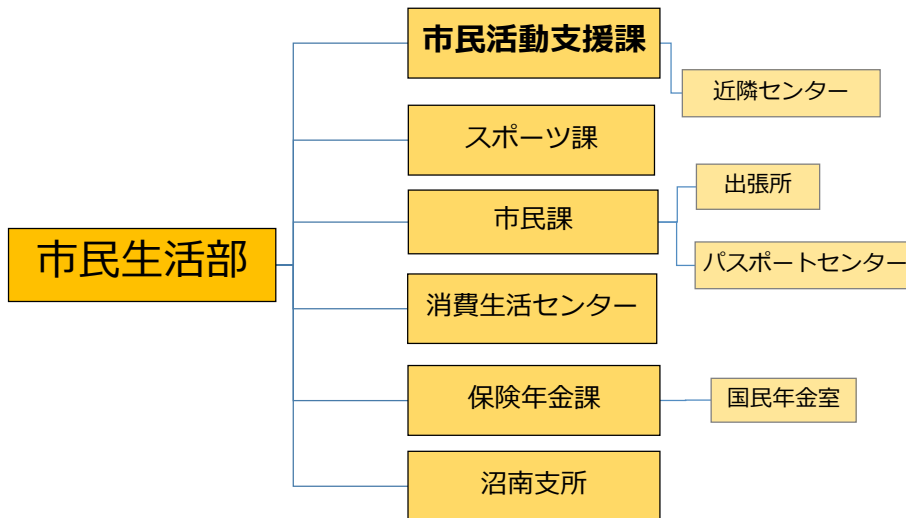 市民生活部
市民活動支援課
近隣センター
スポーツ課
市民課
出張所
パスポートセンター
消費生活センター
保険年金課
国民年金室
沼南支所